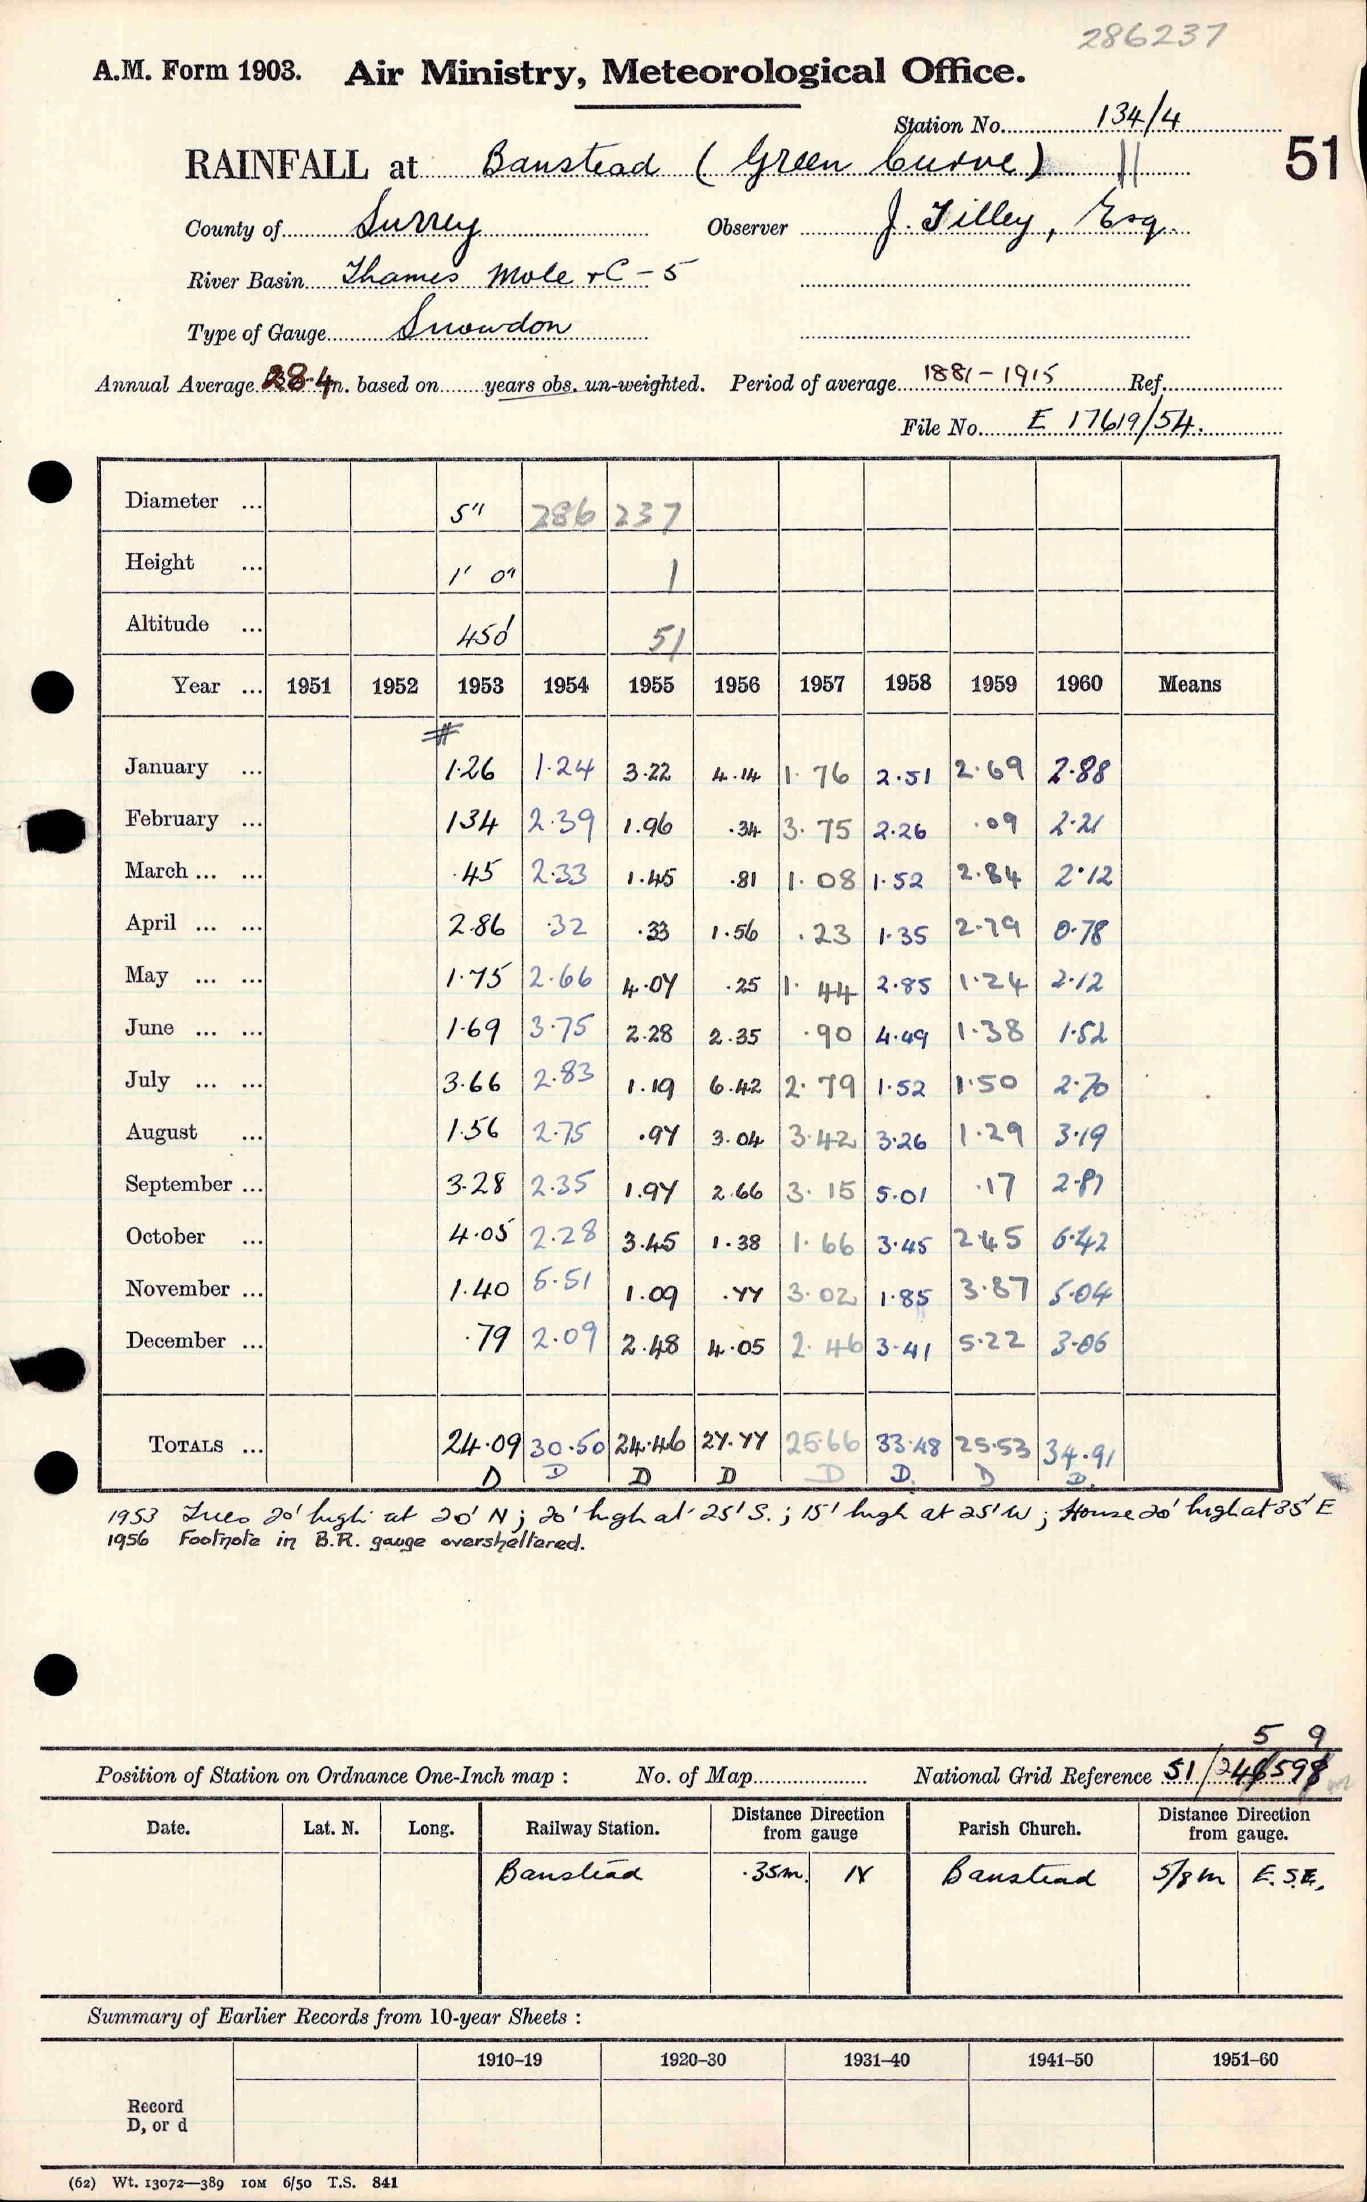 286237
A.M. Form 1903. Air Ministry, Meteorological Office.
Station No. 134/4
RAINFALL at Banstead (Green Curve) 11
51
County of Surrey Observer J. Tilley, Esq.
River Basin Thames Mole + C - 5
Type of Gauge Snowdon
Annual Average 28.4 in. based on years obs. un-weighted. Period of average 1881-1915 Ref.
File No. E 17619/54.
Diameter ... 5" 286 237
Height ... 1' 0" 1
Altitude ... 450' 51
Year ... 1951 1952 1953 1954 1955 1956 1957 1958 1959 1960 Means
#
January ... 1.26 1.24 3.22 4.14 1.76 2.51 2.69 2.88
February ... 134 2.39 1.96 .34 3.75 2.26 .09 2.21
March ... ... .45 2.33 1.45 .81 1.08 1.52 2.84 2.12
April ... ... 2.86 .32 .33 1.56 .23 1.35 2.79 0.78
May ... ... 1.75 2.66 4.07 .25 1.44 2.85 1.24 2.12
June ... ... 1.69 3.75 2.28 2.35 .90 4.49 1.38 1.52
July ... ... 3.66 2.83 1.19 6.42 2.79 1.52 1.50 2.70
August ... 1.56 2.75 .97 3.04 3.42 3.26 1.29 3.19
September ... 3.28 2.35 1.97 2.66 3.15 5.01 .17 2.87
October ... 4.05 2.28 3.45 1.38 1.66 3.45 2.45 6.42
November ... 1.40 5.51 1.09 .77 3.02 1.85 3.87 5.04
December ... .79 2.09 2.48 4.05 2.46 3.41 5.22 3.06
TOTALS ... 24.09 30.50 24.46 27.77 25.66 33.48 25.53 34.91
D D D D D D. D D.
1953 Trees 20' high at 20' N; 20' high at 25' S.; 15' high at 25' W; House 20' high at 35' E
1956 Footnote in B.R. gauge oversheltered.
5 9
Position of Station on Ordnance One-Inch map : No. of Map National Grid Reference 51/246598
Date. Lat. N. Long. Railway Station. Distance Direction from gauge Parish Church. Distance Direction from gauge.
Banstead .35m. N Banstead 5/8 m E.S.E.
Summary of Earlier Records from 10-year Sheets :
1910–19 1920–30 1931–40 1941–50 1951–60
Record
D, or d
(62) Wt. 13072—389 10M 6/50 T.S. 841